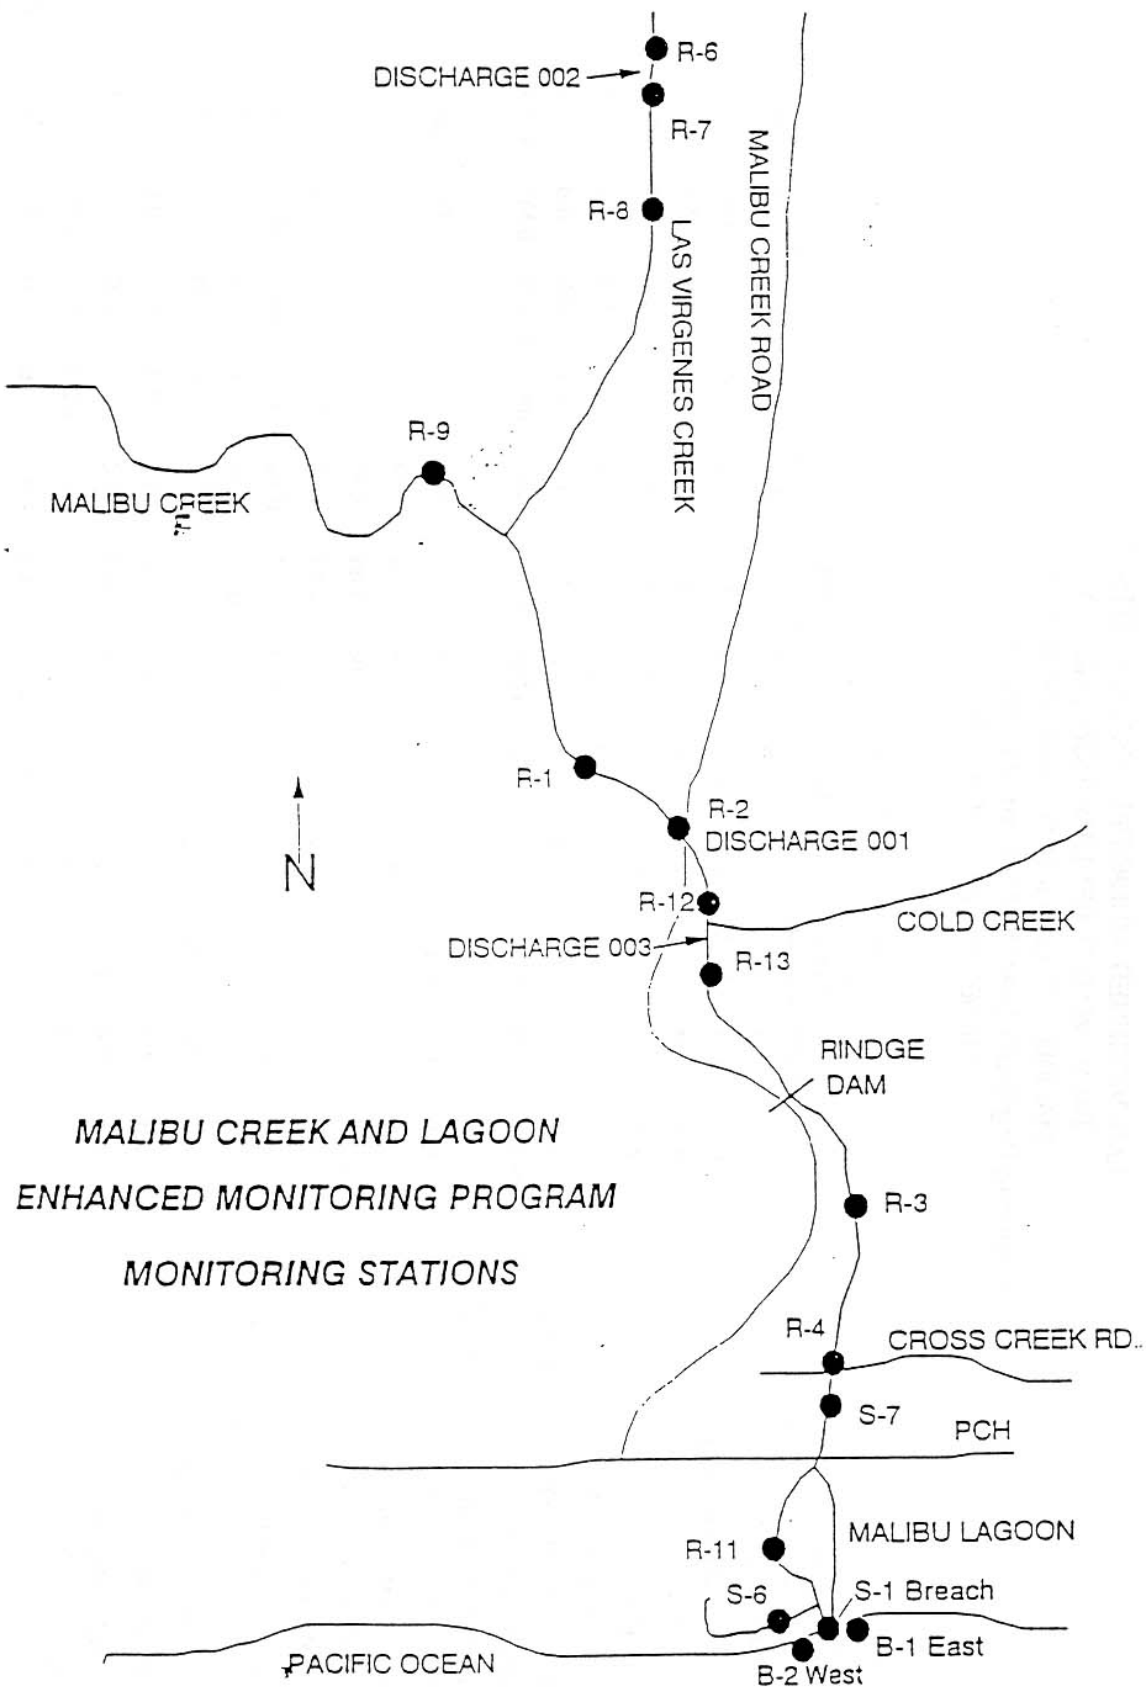 R-6
DISCHARGE 002
R-7
MALIBU CREEK ROAD
R-8
LAS VIRGENES CREEK
R-9
MALIBU CREEK
R-1
R-2
DISCHARGE 001
N
R-12
COLD CREEK
DISCHARGE 003
R-13
RINDGE
DAM
MALIBU CREEK AND LAGOON
ENHANCED MONITORING PROGRAM
MONITORING STATIONS
R-3
R-4
CROSS CREEK RD..
S-7
PCH
MALIBU LAGOON
R-11
S-6
S-1 Breach
B-1 East
PACIFIC OCEAN
B-2 West